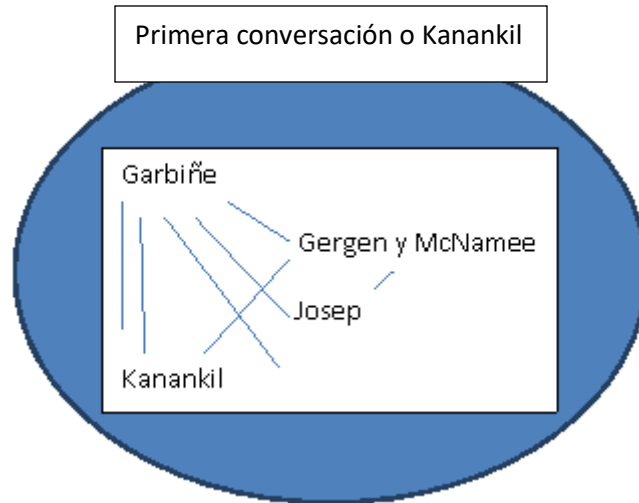 Primera conversación o Kanankil
Garbiñe
Gergen y McNamee
Josep
Kanankil